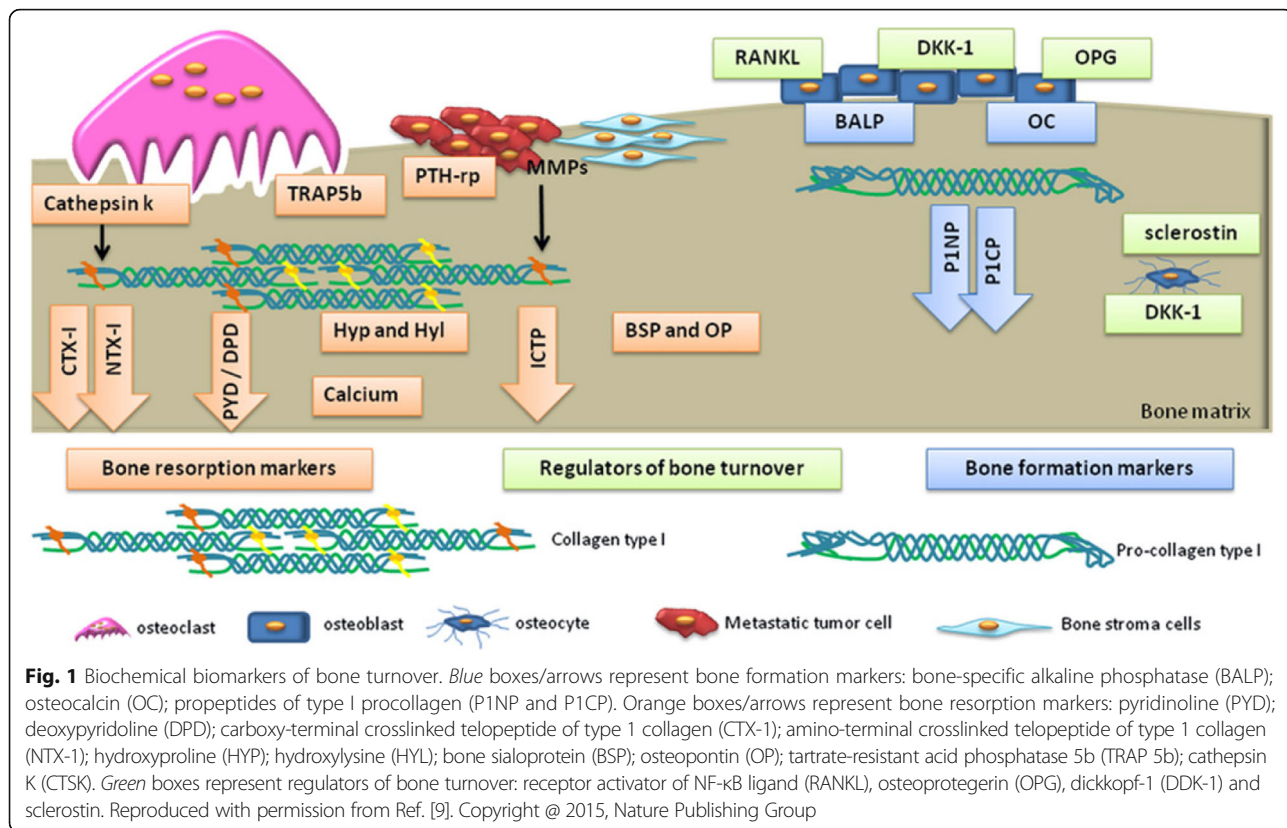 RANKL
DKK-1
OPG
BALP
OC
PTH-rp
MMPs
TRAP5b
Cathepsin k
P1NP
P1CP
sclerostin
DKK-1
CTX-I
NTX-I
PYD / DPD
Hyp and Hyl
ICTP
BSP and OP
Calcium
Bone matrix
Bone resorption markers
Regulators of bone turnover
Bone formation markers
Collagen type I
Pro-collagen type I
osteoclast
osteoblast
osteocyte
Metastatic tumor cell
Bone stroma cells
Fig. 1 Biochemical biomarkers of bone turnover. Blue boxes/arrows represent bone formation markers: bone-specific alkaline phosphatase (BALP);
osteocalcin (OC); propeptides of type I procollagen (P1NP and P1CP). Orange boxes/arrows represent bone resorption markers: pyridinoline (PYD);
deoxypyridoline (DPD); carboxy-terminal crosslinked telopeptide of type 1 collagen (CTX-1); amino-terminal crosslinked telopeptide of type 1 collagen
(NTX-1); hydroxyproline (HYP); hydroxylysine (HYL); bone sialoprotein (BSP); osteopontin (OP); tartrate-resistant acid phosphatase 5b (TRAP 5b); cathepsin
K (CTSK). Green boxes represent regulators of bone turnover: receptor activator of NF-κB ligand (RANKL), osteoprotegerin (OPG), dickkopf-1 (DDK-1) and
sclerostin. Reproduced with permission from Ref. [9]. Copyright @ 2015, Nature Publishing Group